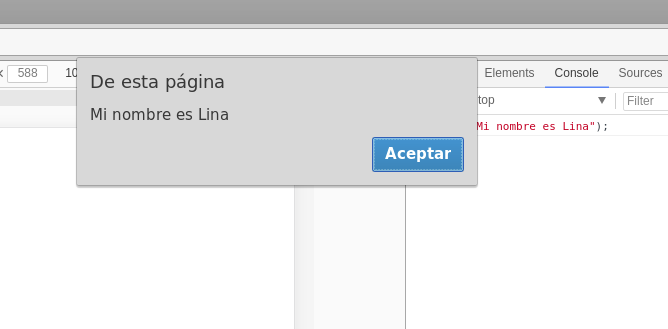 Elements Console Sources
588 10
top Filter
De esta página
Mi nombre es Lina
Mi nombre es Lina");
Aceptar